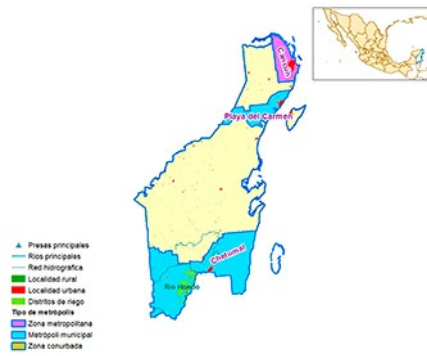 Cancún
Playa del Carmen
Chetumal
Río Hondo
Presas principales
Ríos principales
Red hidrográfica
Localidad rural
Localidad urbana
Distritos de riego
Tipo de metrópolis
Zona metropolitana
Metrópoli municipal
Zona conurbada